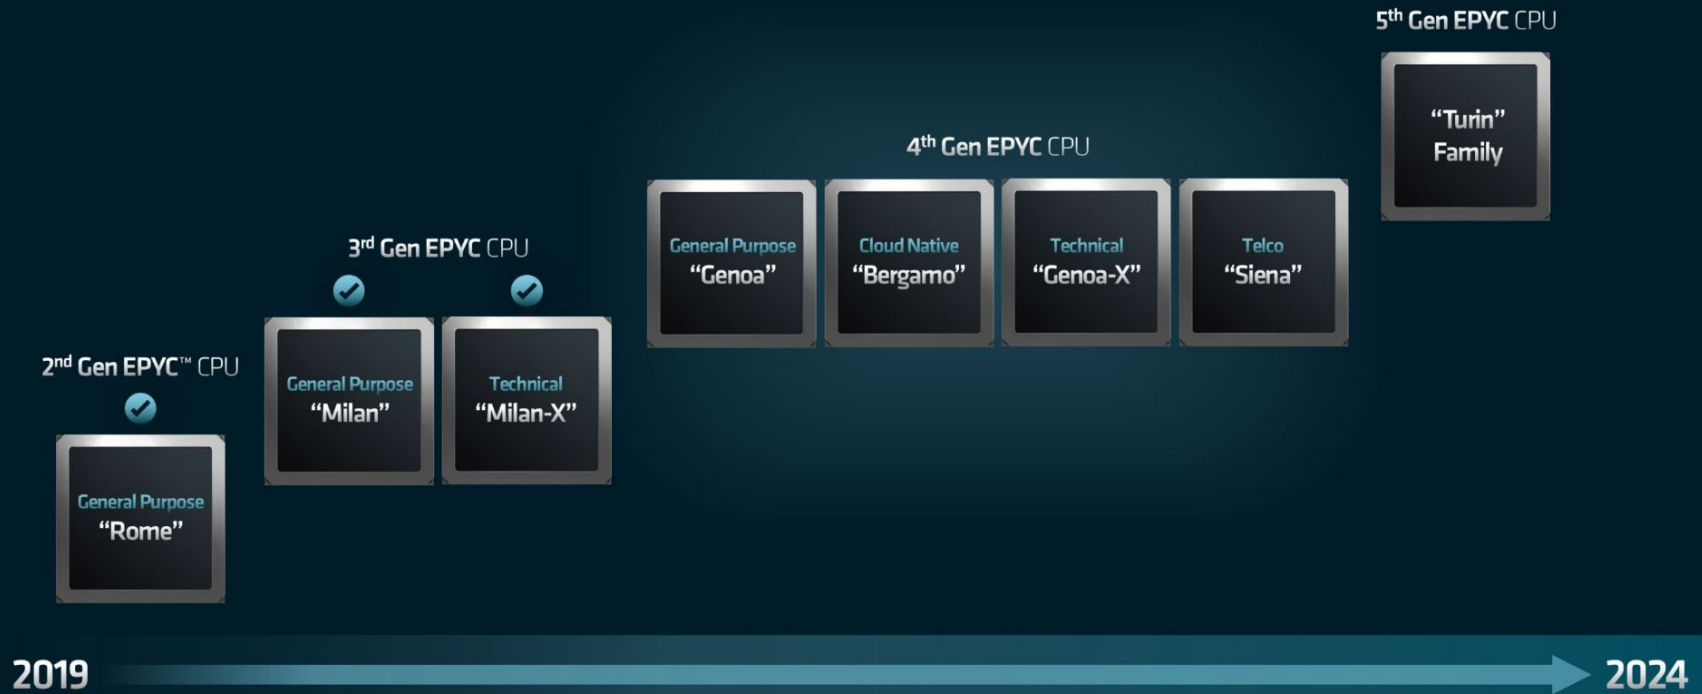 5th Gen EPYC CPU
“Turin”
Family
4th Gen EPYC CPU
General Purpose
“Genoa”
Cloud Native
“Bergamo”
Technical
“Genoa-X”
Telco
“Siena”
3rd Gen EPYC CPU
General Purpose
“Milan”
Technical
“Milan-X”
2nd Gen EPYC™ CPU
General Purpose
“Rome”
2019
2024